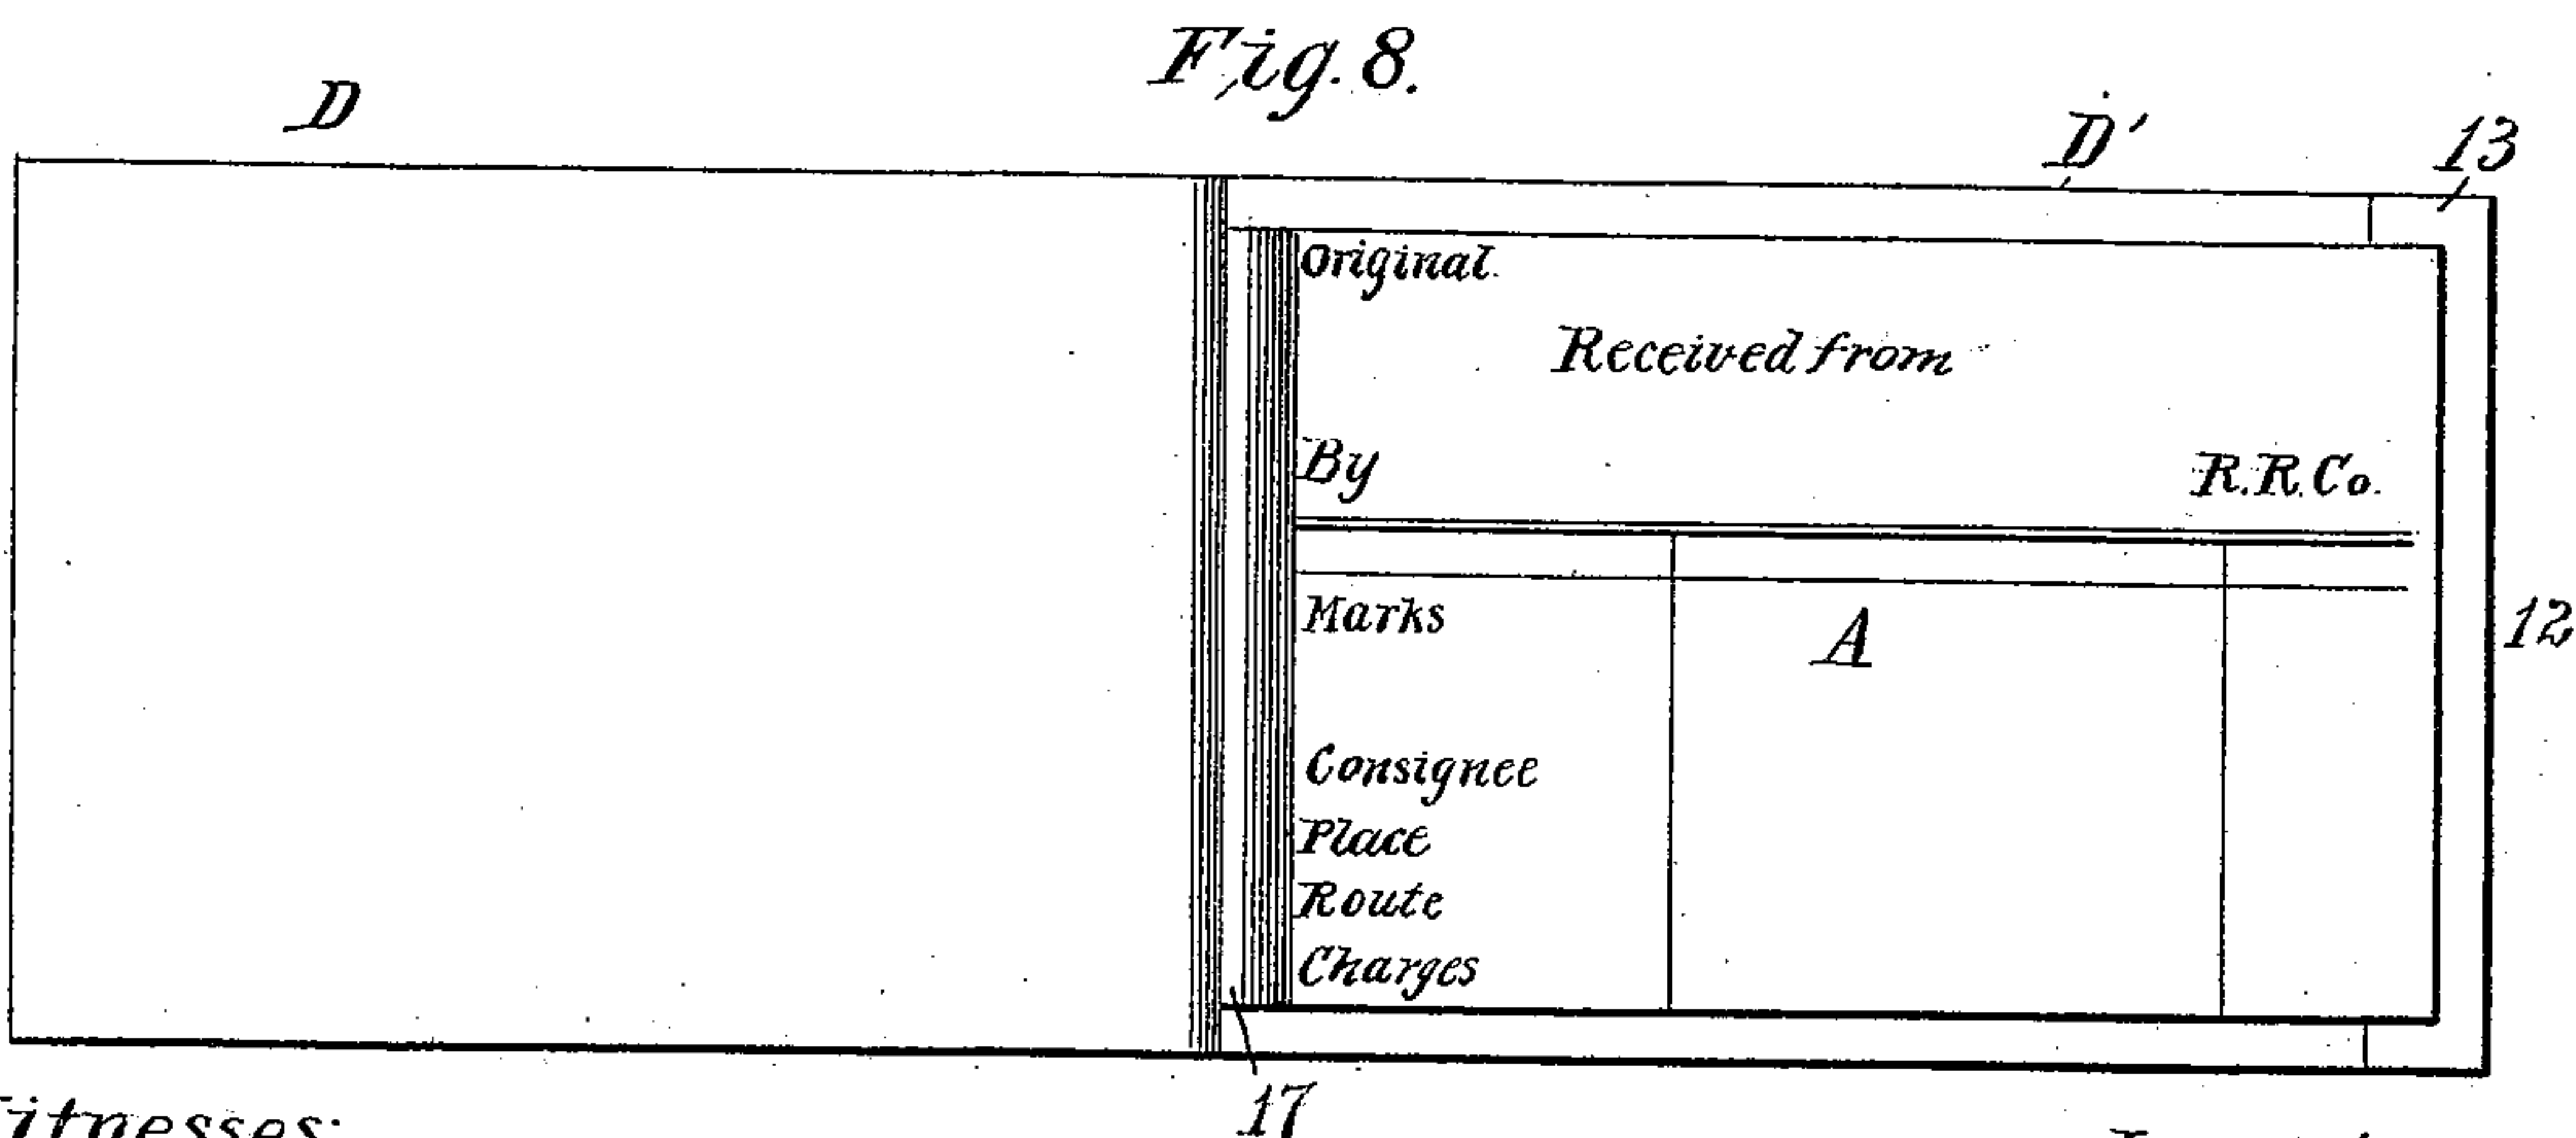 Fig. 8.
D
D'
13
Original.
Received from
By
R.R.Co.
Marks
A
12
Consignee
Place
Route
Charges
17